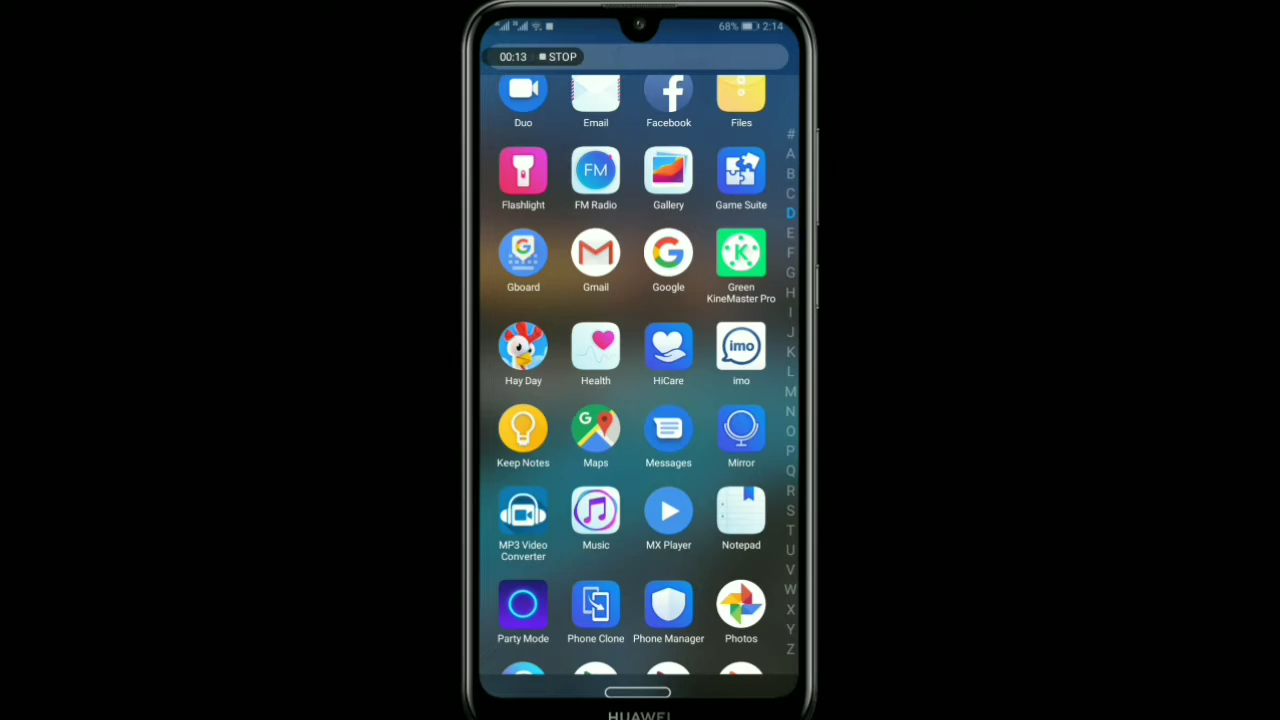 68% 2:14
00:13 STOP
Duo Email Facebook Files
#
A
FM
Flashlight FM Radio Gallery Game Suite
B
C
D
E
G
K
F
Gboard Gmail Google Green
KineMaster Pro
G
H
I
imo
J
Hay Day Health HiCare imo
K
L
M
N
G
O
Keep Notes Maps Messages Mirror
P
Q
R
S
T
MP3 Video Music MX Player Notepad
Converter
U
V
W
X
Party Mode Phone Clone Phone Manager Photos
Y
Z
HUAWEI